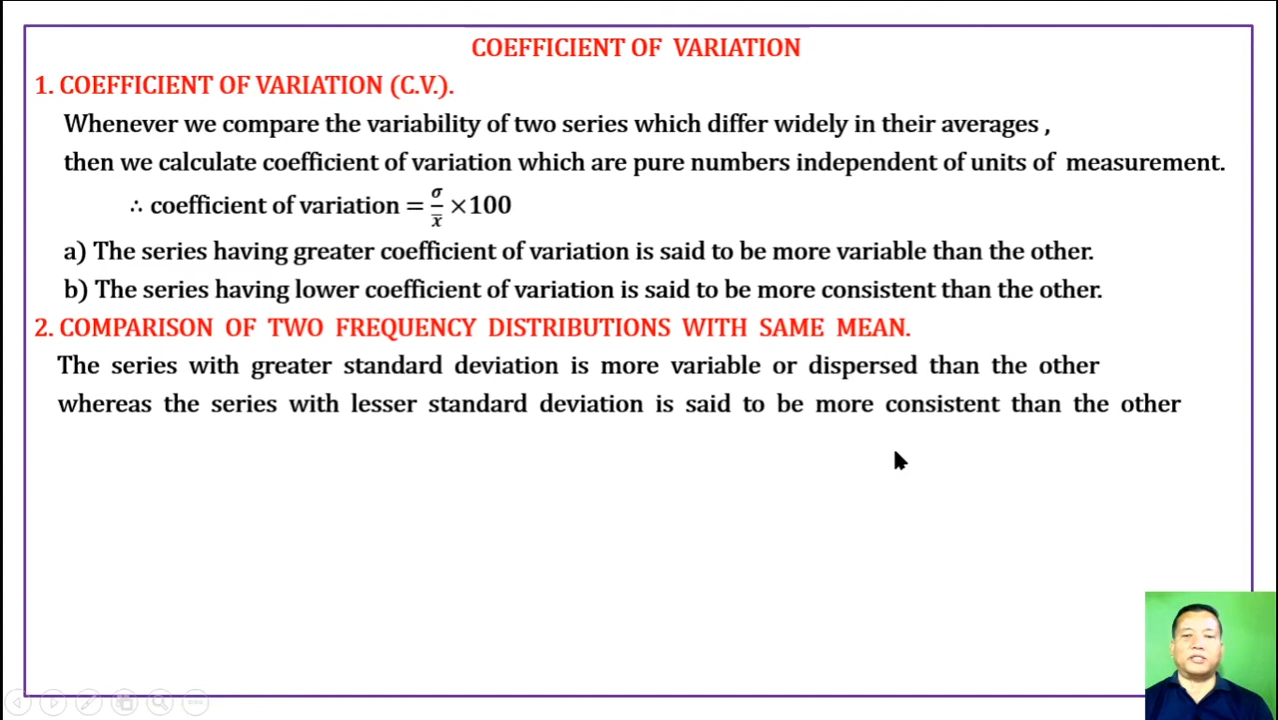 COEFFICIENT OF VARIATION
1. COEFFICIENT OF VARIATION (C.V.).
Whenever we compare the variability of two series which differ widely in their averages ,
then we calculate coefficient of variation which are pure numbers independent of units of measurement.
∴ coefficient of variation = σ/x̅ ×100
a) The series having greater coefficient of variation is said to be more variable than the other.
b) The series having lower coefficient of variation is said to be more consistent than the other.
2. COMPARISON OF TWO FREQUENCY DISTRIBUTIONS WITH SAME MEAN.
The series with greater standard deviation is more variable or dispersed than the other
whereas the series with lesser standard deviation is said to be more consistent than the other